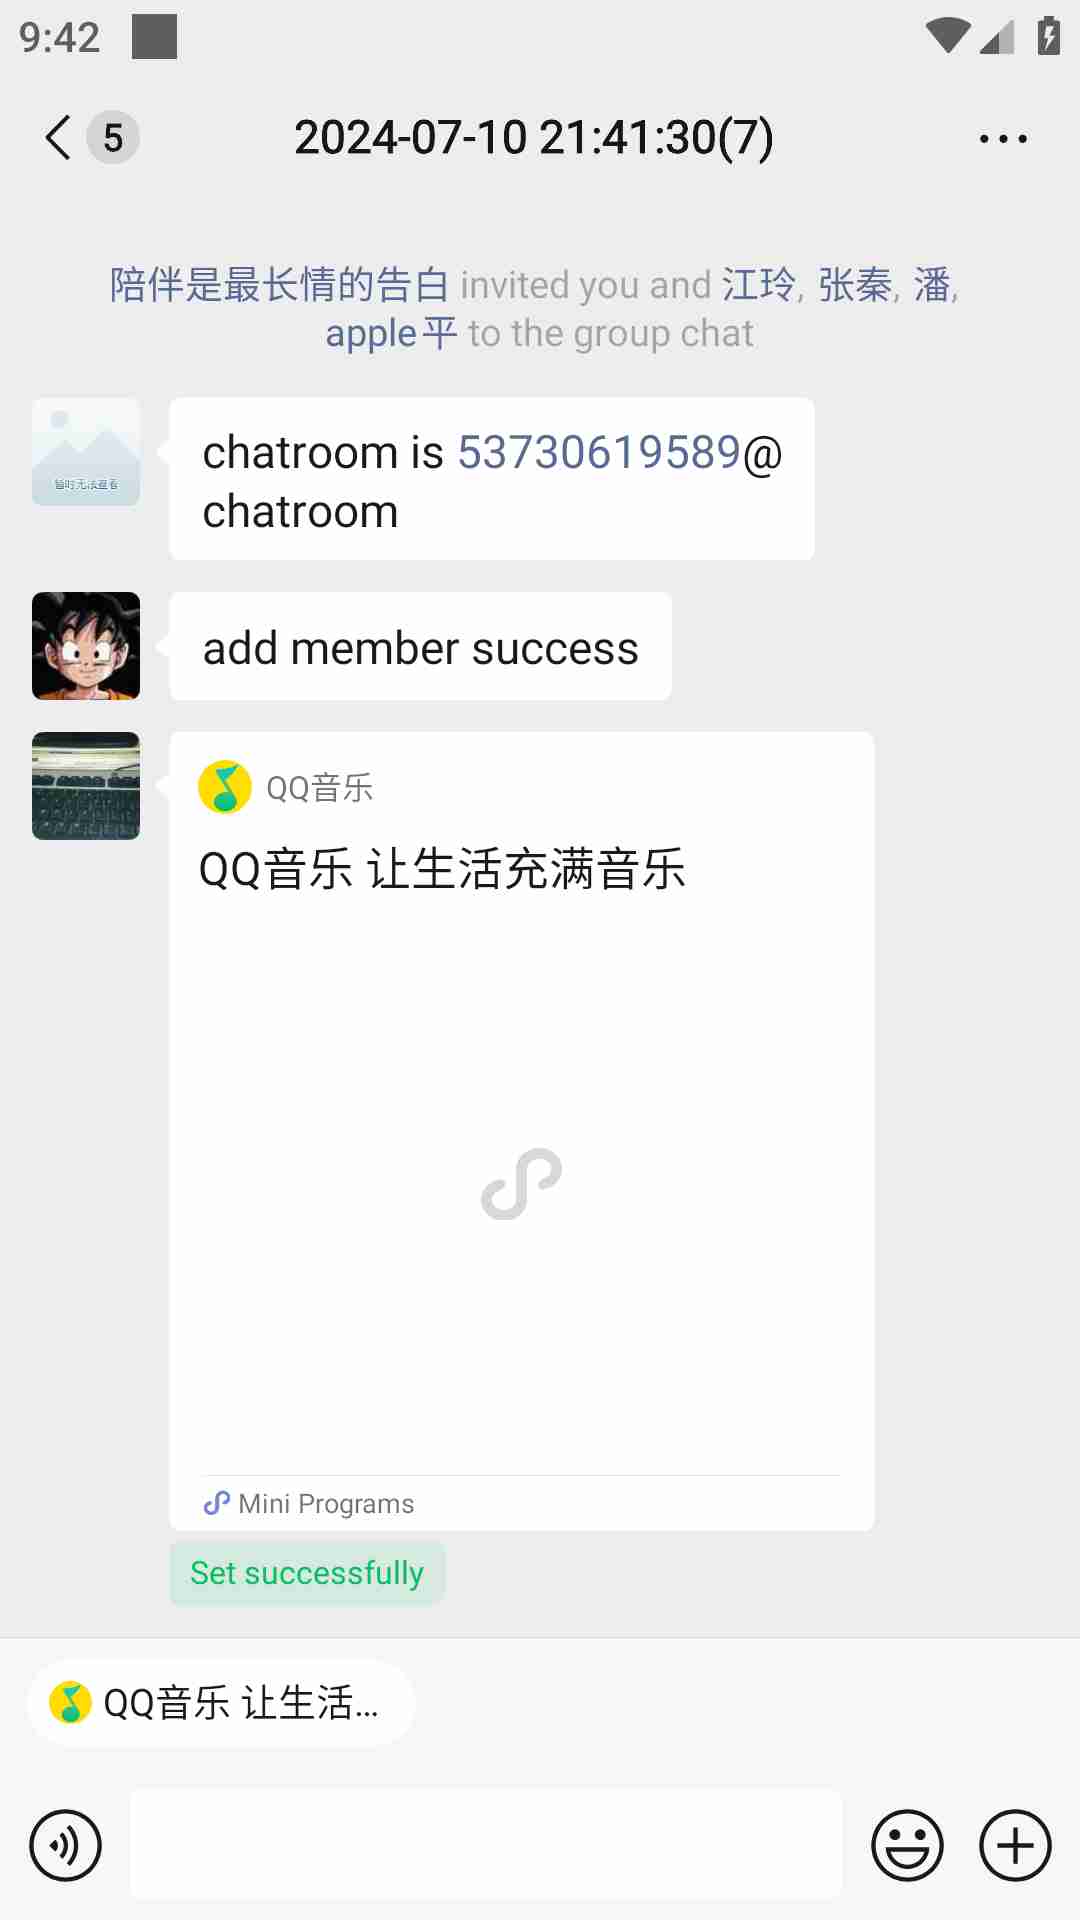 9:42
5
2024-07-10 21:41:30(7)
陪伴是最长情的告白 invited you and 江玲, 张秦, 潘,
apple平 to the group chat
暂时无法查看
chatroom is 53730619589@
chatroom
add member success
QQ音乐
QQ音乐 让生活充满音乐
Mini Programs
Set successfully
QQ音乐 让生活...